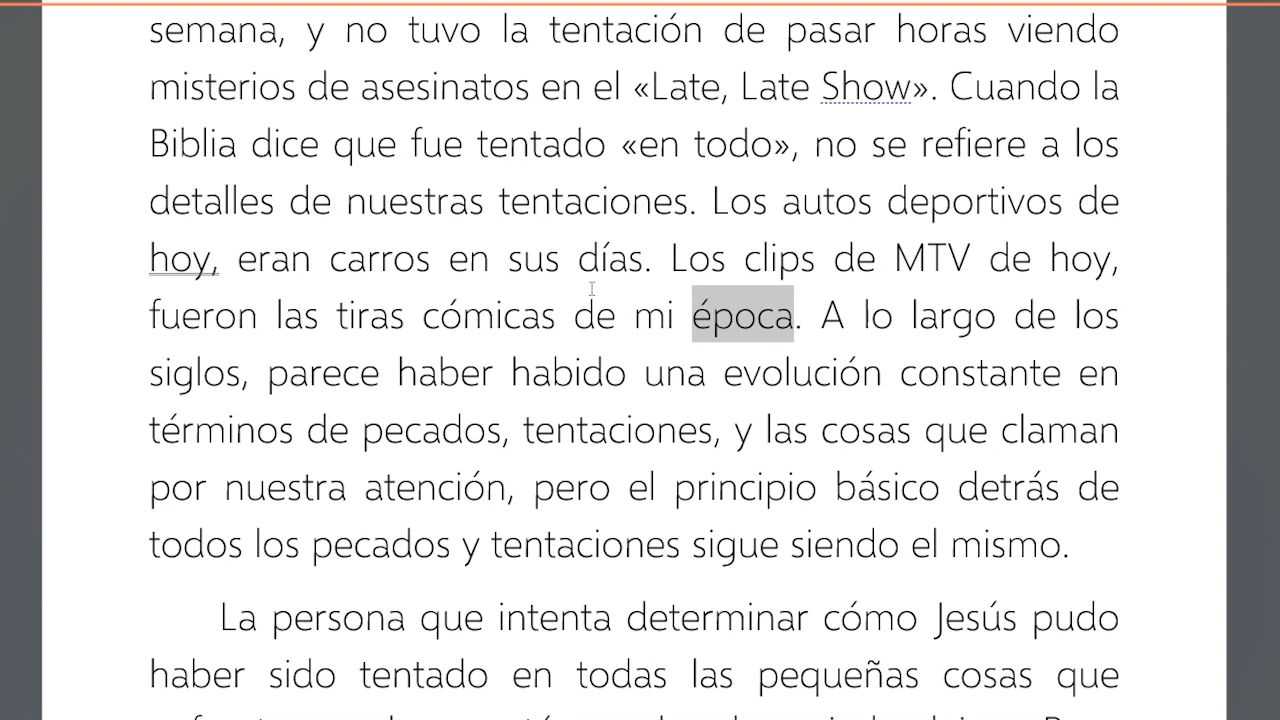 semana, y no tuvo la tentación de pasar horas viendo
misterios de asesinatos en el «Late, Late Show». Cuando la
Biblia dice que fue tentado «en todo», no se refiere a los
detalles de nuestras tentaciones. Los autos deportivos de
hoy, eran carros en sus días. Los clips de MTV de hoy,
fueron las tiras cómicas de mi época. A lo largo de los
siglos, parece haber habido una evolución constante en
términos de pecados, tentaciones, y las cosas que claman
por nuestra atención, pero el principio básico detrás de
todos los pecados y tentaciones sigue siendo el mismo.
La persona que intenta determinar cómo Jesús pudo
haber sido tentado en todas las pequeñas cosas que